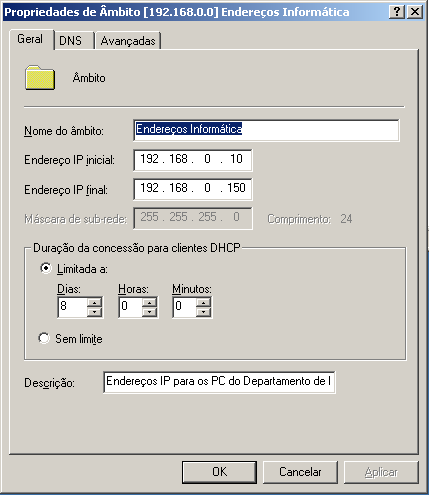 Propriedades de Âmbito [192.168.0.0] Endereços Informática
Geral DNS Avançadas
Âmbito
Nome do âmbito: Endereços Informática
Endereço IP inicial: 192 . 168 . 0 . 10
Endereço IP final: 192 . 168 . 0 . 150
Máscara de sub-rede: 255 . 255 . 255 . 0 Comprimento: 24
Duração da concessão para clientes DHCP
Limitada a:
Dias: Horas: Minutos:
8 0 0
Sem limite
Descrição: Endereços IP para os PC do Departamento de I
OK Cancelar Aplicar